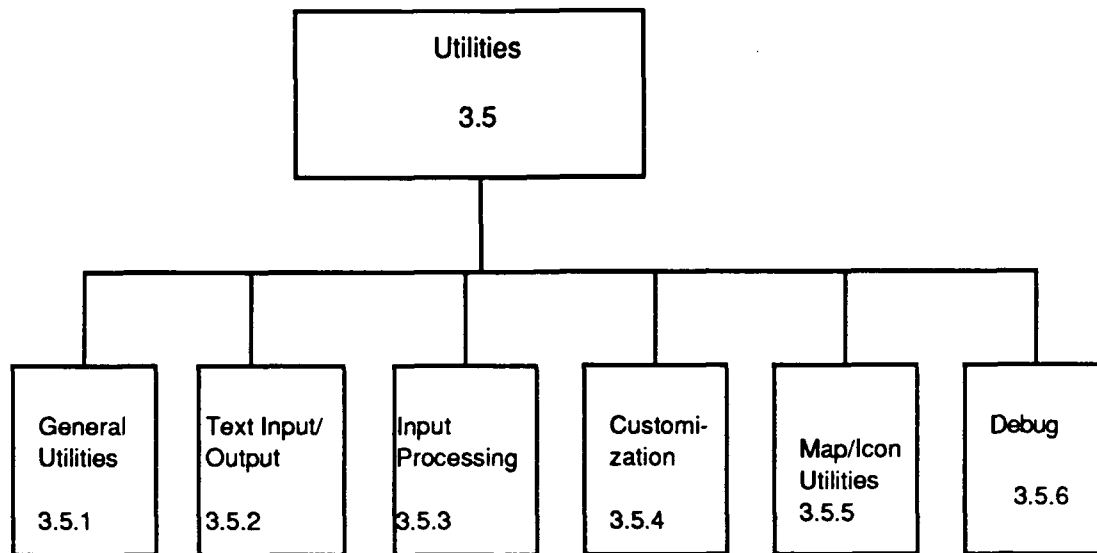 Utilities
3.5
General
Utilities
3.5.1
Text Input/
Output
3.5.2
Input
Processing
3.5.3
Customi-
zation
3.5.4
Map/Icon
Utilities
3.5.5
Debug
3.5.6